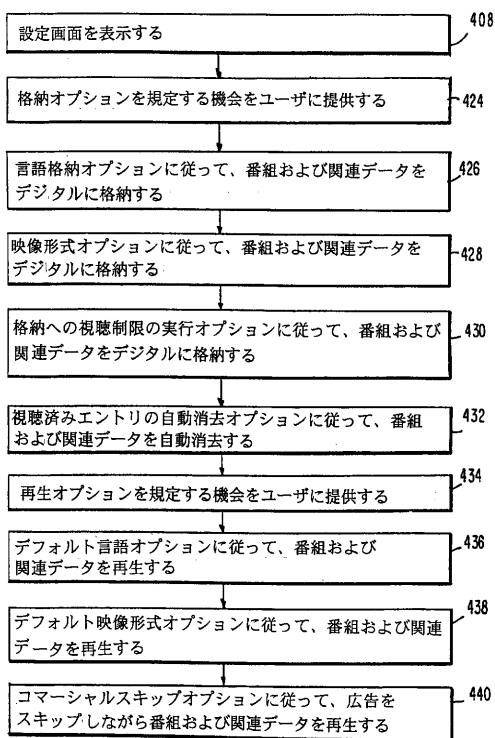 設定画面を表示する
408
格納オプションを規定する機会をユーザに提供する
424
言語格納オプションに従って、番組および関連データを
デジタルに格納する
426
映像形式オプションに従って、番組および関連データを
デジタルに格納する
428
格納への視聴制限の実行オプションに従って、番組および
関連データをデジタルに格納する
430
視聴済みエントリの自動消去オプションに従って、番組
および関連データを自動消去する
432
再生オプションを規定する機会をユーザに提供する
434
デフォルト言語オプションに従って、番組および
関連データを再生する
436
デフォルト映像形式オプションに従って、番組および関連
データを再生する
438
コマーシャルスキップオプションに従って、広告を
スキップしながら番組および関連データを再生する
440